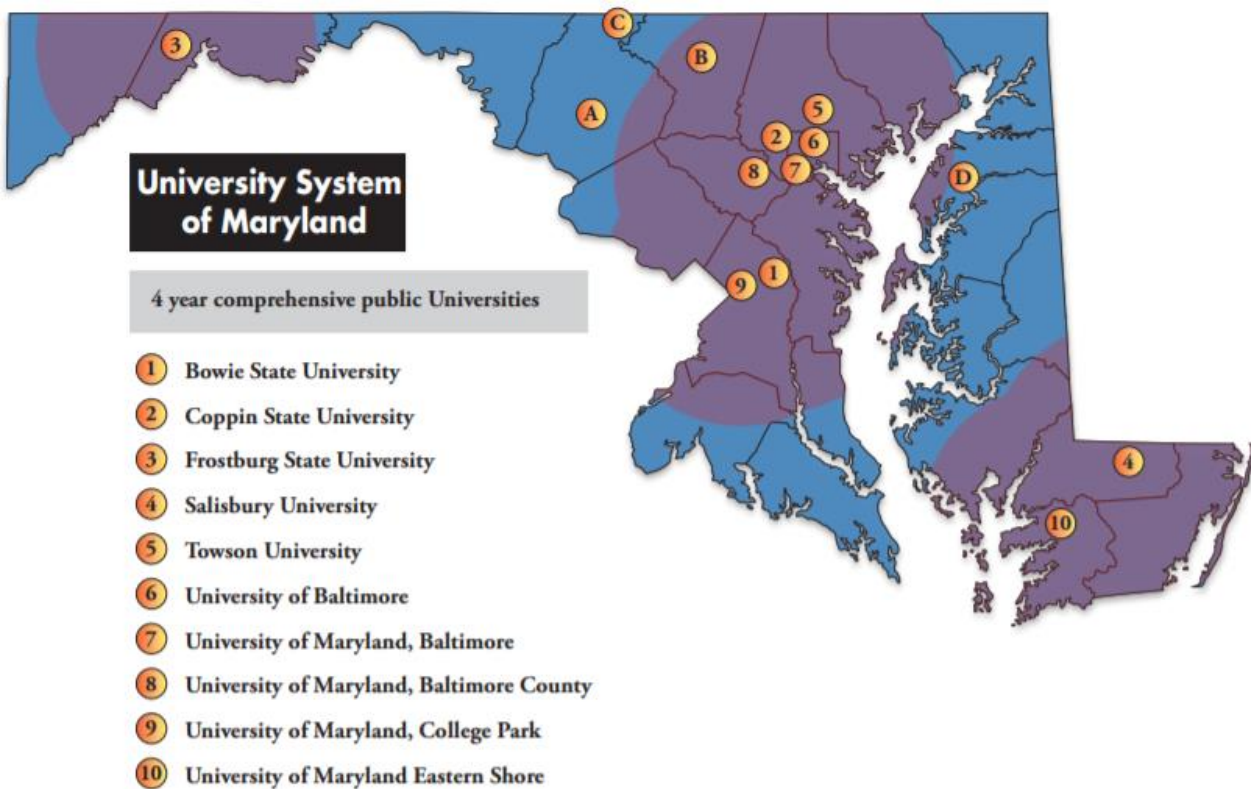 3
C
B
A
5
2
6
8
7
D
University System
of Maryland
1
9
4 year comprehensive public Universities
1 Bowie State University
2 Coppin State University
3 Frostburg State University
4
4 Salisbury University
10
5 Towson University
6 University of Baltimore
7 University of Maryland, Baltimore
8 University of Maryland, Baltimore County
9 University of Maryland, College Park
10 University of Maryland Eastern Shore